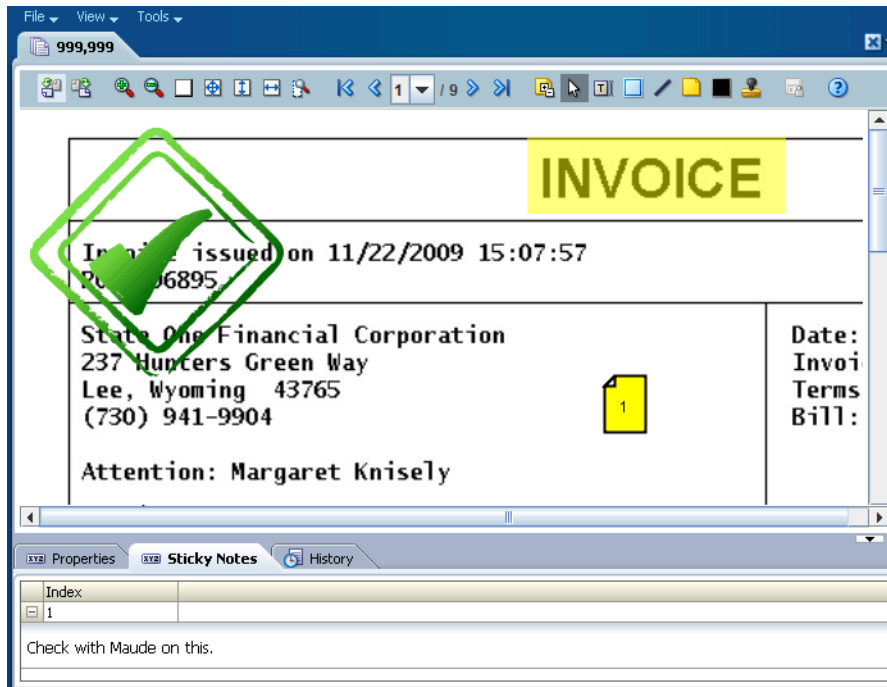 File View Tools
999,999
1 / 9
INVOICE
issued on 11/22/2009 15:07:57
State One Financial Corporation
237 Hunters Green Way
Lee, Wyoming 43765
(730) 941-9904
1
Date:
Invoi
Terms
Bill:
Attention: Margaret Knisely
Properties Sticky Notes History
Index
1
Check with Maude on this.